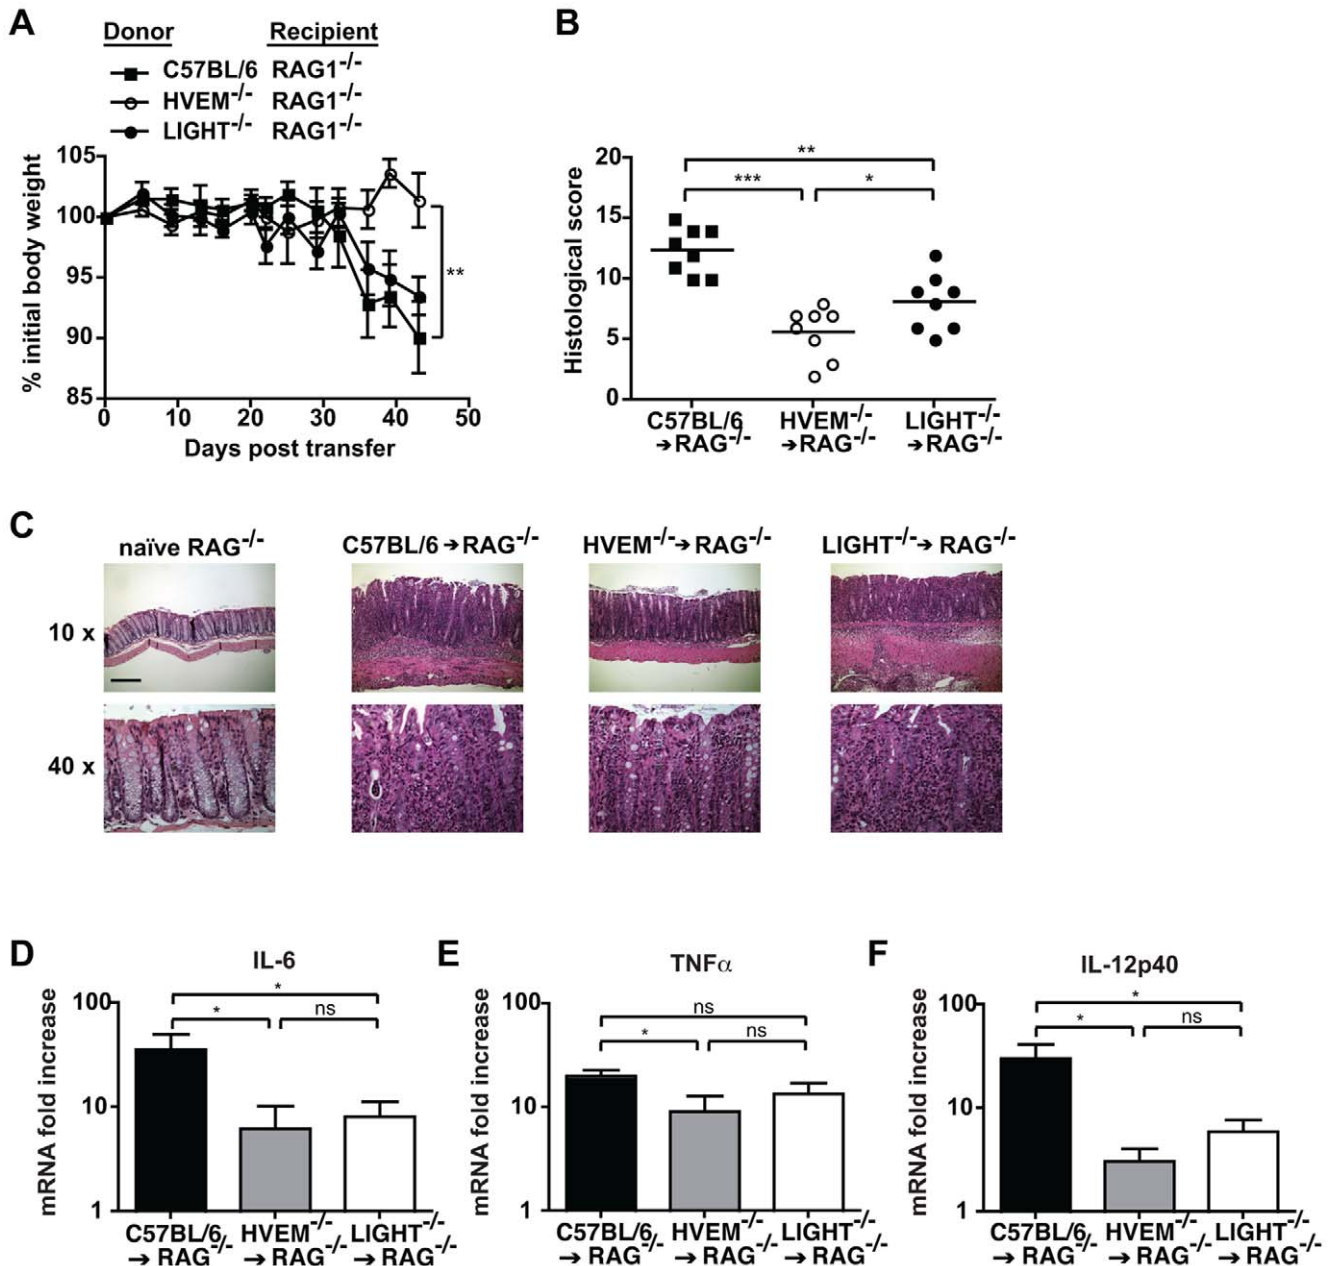 A
Donor Recipient
C57BL/6 RAG1-/-
HVEM-/- RAG1-/-
LIGHT-/- RAG1-/-
% initial body weight
105
100
95
90
85
0 10 20 30 40 50
Days post transfer
**
B
Histological score
20
15
10
5
0
**
*** *
C57BL/6 HVEM-/- LIGHT-/-
→RAG-/- →RAG-/- →RAG-/-
C
naïve RAG-/- C57BL/6→RAG-/- HVEM-/-→RAG-/- LIGHT-/-→RAG-/-
10 x
40 x
D
IL-6
mRNA fold increase
100
10
1
*
* ns
C57BL/6 HVEM-/- LIGHT-/-
→RAG-/- →RAG-/- →RAG-/-
E
TNFα
mRNA fold increase
100
10
1
ns
* ns
C57BL/6 HVEM-/- LIGHT-/-
→RAG-/- →RAG-/- →RAG-/-
F
IL-12p40
mRNA fold increase
100
10
1
*
* ns
C57BL/6 HVEM-/- LIGHT-/-
→RAG-/- →RAG-/- →RAG-/-